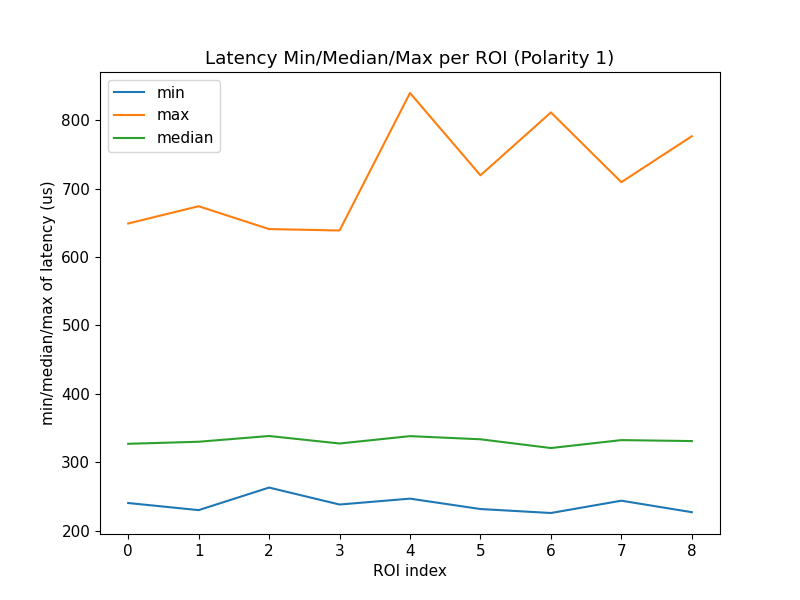 Latency Min/Median/Max per ROI (Polarity 1)
min
max
median
min/median/max of latency (us)
800
700
600
500
400
300
200
0 1 2 3 4 5 6 7 8
ROI index